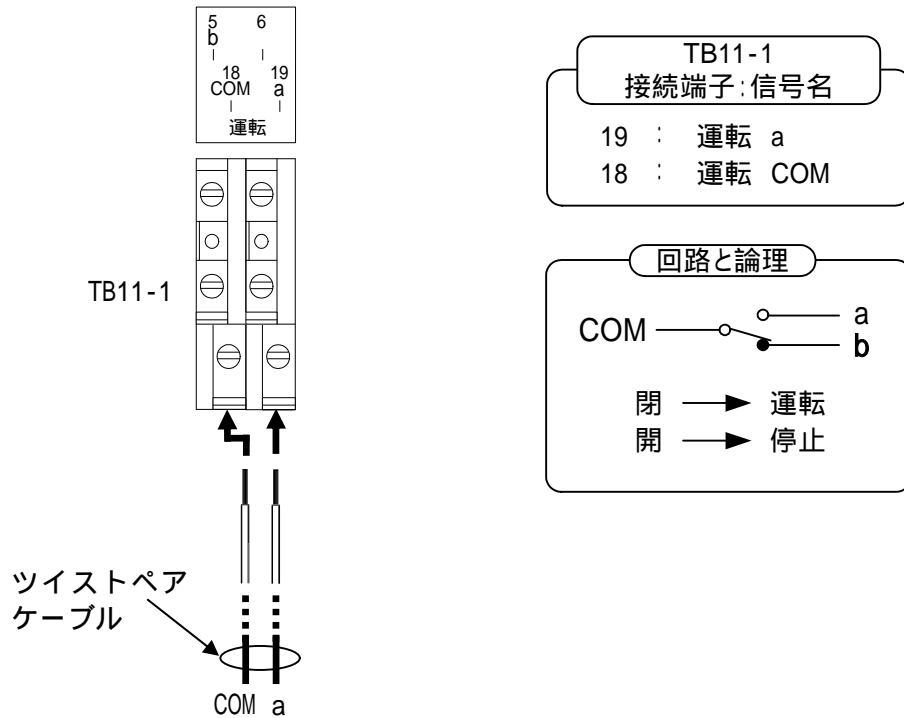 5 6
b
18 19
COM a
運転
TB11-1
ツイストペア
ケーブル
COM a
TB11-1
接続端子:信号名
19 : 運転 a
18 : 運転 COM
回路と論理
COM
a
b
閉 → 運転
開 → 停止